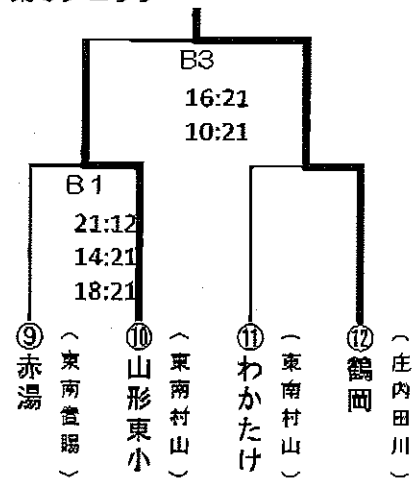 B3
16:21
10:21
B1
21:12
14:21
18:21
⑨赤湯
(東南置賜)
⑩山形東小
(東南村山)
⑪わかたけ
(東南村山)
⑫鶴岡
(庄内田川)